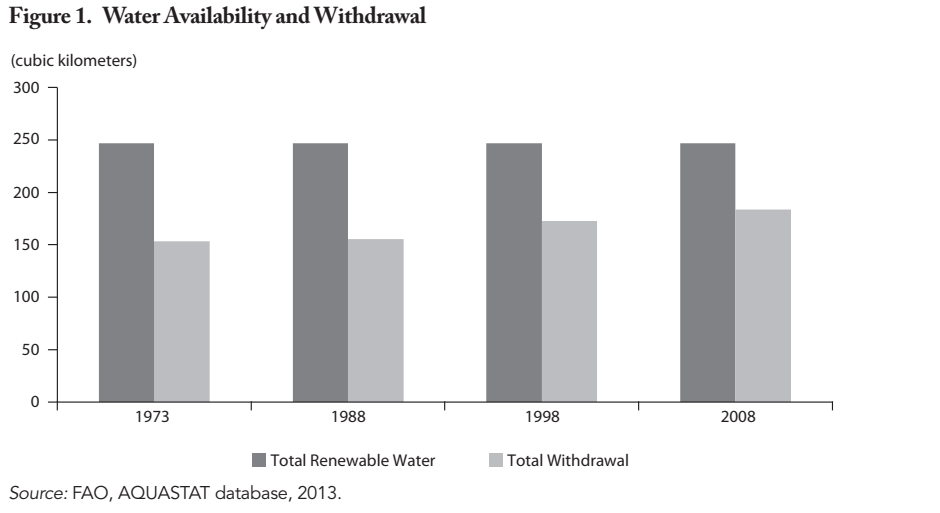 Figure 1. Water Availability and Withdrawal
(cubic kilometers)
300
250
200
150
100
50
0
1973 1988 1998 2008
Total Renewable Water Total Withdrawal
Source: FAO, AQUASTAT database, 2013.